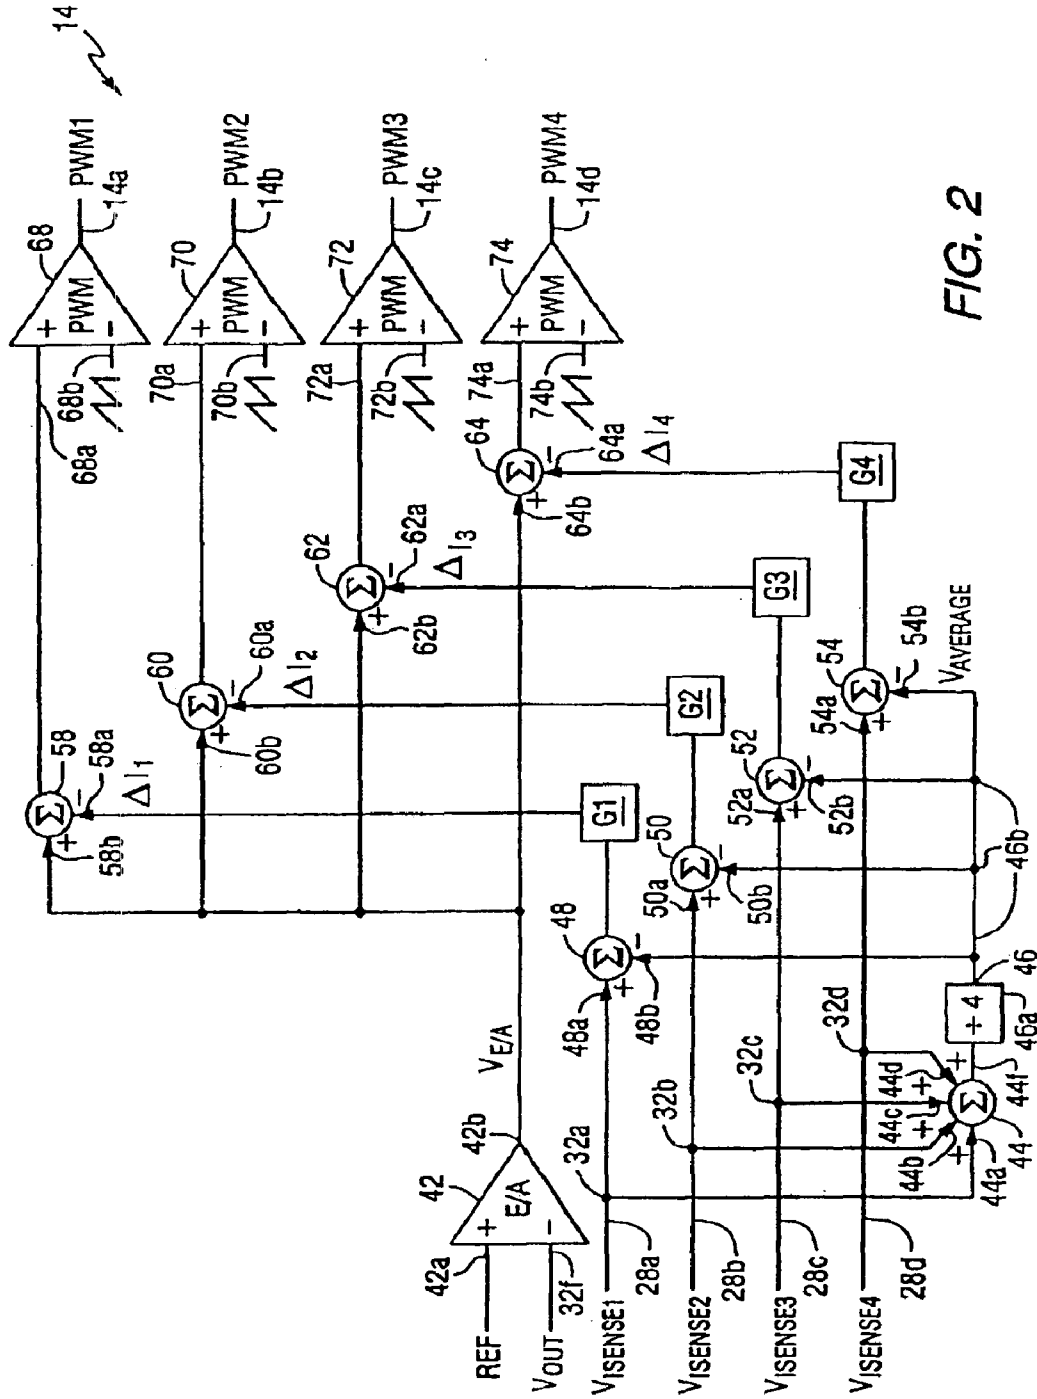 14
68
PWM1
14a
+
PWM
−
68a
68b
70
PWM2
14b
+
PWM
−
70a
70b
72
PWM3
14c
+
PWM
−
72a
72b
74
PWM4
14d
+
PWM
−
74a
74b
58
Σ
+
−
58a
58b
ΔI1
60
Σ
+
−
60a
60b
ΔI2
62
Σ
+
−
62a
62b
ΔI3
64
Σ
+
−
64a
64b
ΔI4
REF
42a
42
+
E/A
−
42b
VE/A
VOUT
32f
VISENSE1
28a
32a
48a
48
Σ
+
−
48b
G1
VISENSE2
28b
32b
50a
50
Σ
+
−
50b
G2
VISENSE3
28c
32c
52a
52
Σ
+
−
52b
G3
VISENSE4
28d
32d
54a
54
Σ
+
−
54b
G4
44a
44b
44c
44d
+
+
+
+
Σ
44
44f
÷ 4
46a
46
46b
VAVERAGE
FIG. 2